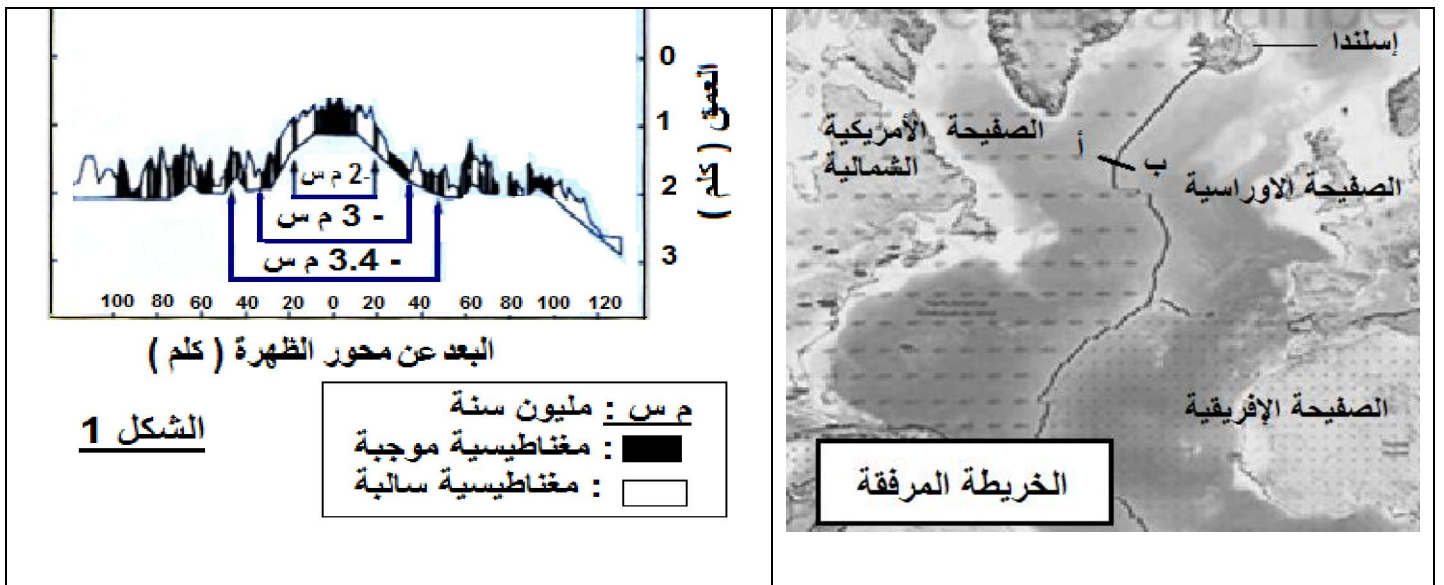 0
1
2
3
العمق ( كلم )
-2 م س
- 3 م س
- 3.4 م س
100 80 60 40 20 0 20 40 60 80 100 120
البعد عن محور الظهرة ( كلم )
الشكل 1
م س : مليون سنة
: مغناطيسية موجبة
: مغناطيسية سالبة
إسلندا
الصفيحة الأمريكية
الشمالية
أ
ب
الصفيحة الاوراسية
الصفيحة الإفريقية
الخريطة المرفقة